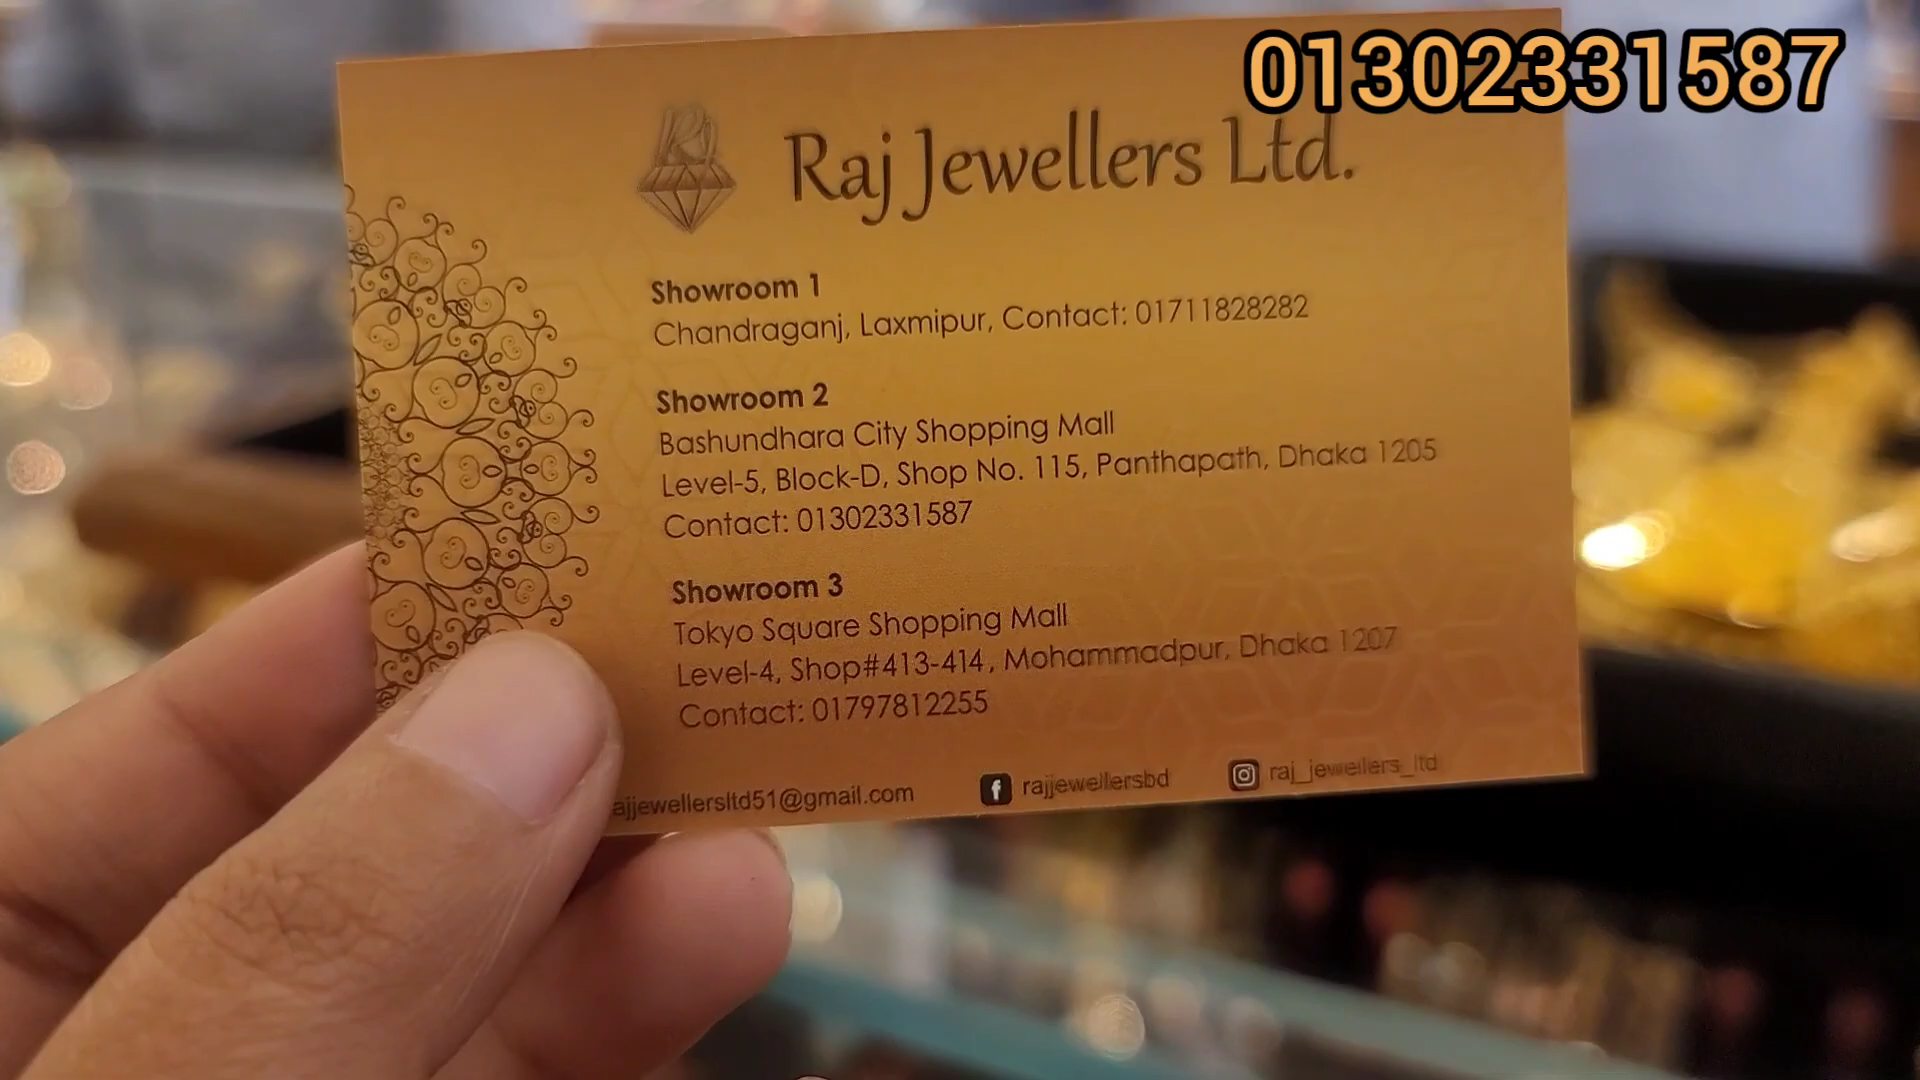 01302331587
RJ
Raj Jewellers Ltd.
Showroom 1
Chandraganj, Laxmipur, Contact: 01711828282
Showroom 2
Bashundhara City Shopping Mall
Level-5, Block-D, Shop No. 115, Panthapath, Dhaka 1205
Contact: 01302331587
Showroom 3
Tokyo Square Shopping Mall
Level-4, Shop#413-414, Mohammadpur, Dhaka 1207
Contact: 01797812255
ajjewellersltd51@gmail.com rajjewellersbd raj_jewellers_ltd